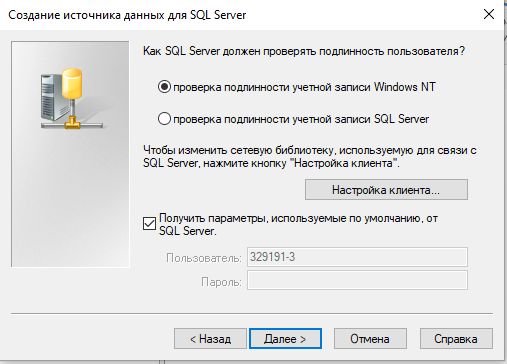 Создание источника данных для SQL Server
Как SQL Server должен проверять подлинность пользователя?
проверка подлинности учетной записи Windows NT
проверка подлинности учетной записи SQL Server
Чтобы изменить сетевую библиотеку, используемую для связи с
SQL Server, нажмите кнопку "Настройка клиента".
Настройка клиента...
Получить параметры, используемые по умолчанию, от
SQL Server.
Пользователь: 329191-3
Пароль:
< Назад Далее > Отмена Справка